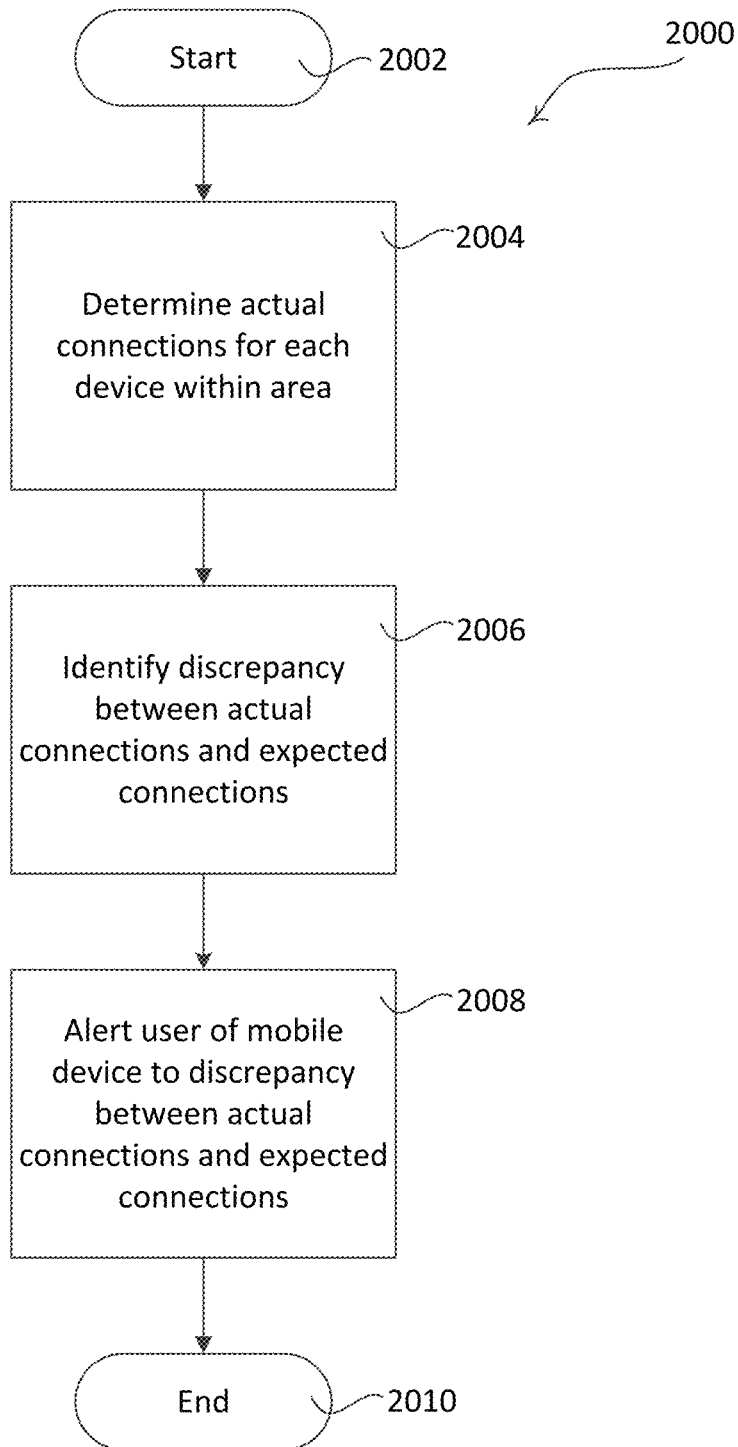 Start
2002
2000
2004
Determine actual
connections for each
device within area
2006
Identify discrepancy
between actual
connections and expected
connections
2008
Alert user of mobile
device to discrepancy
between actual
connections and expected
connections
End
2010